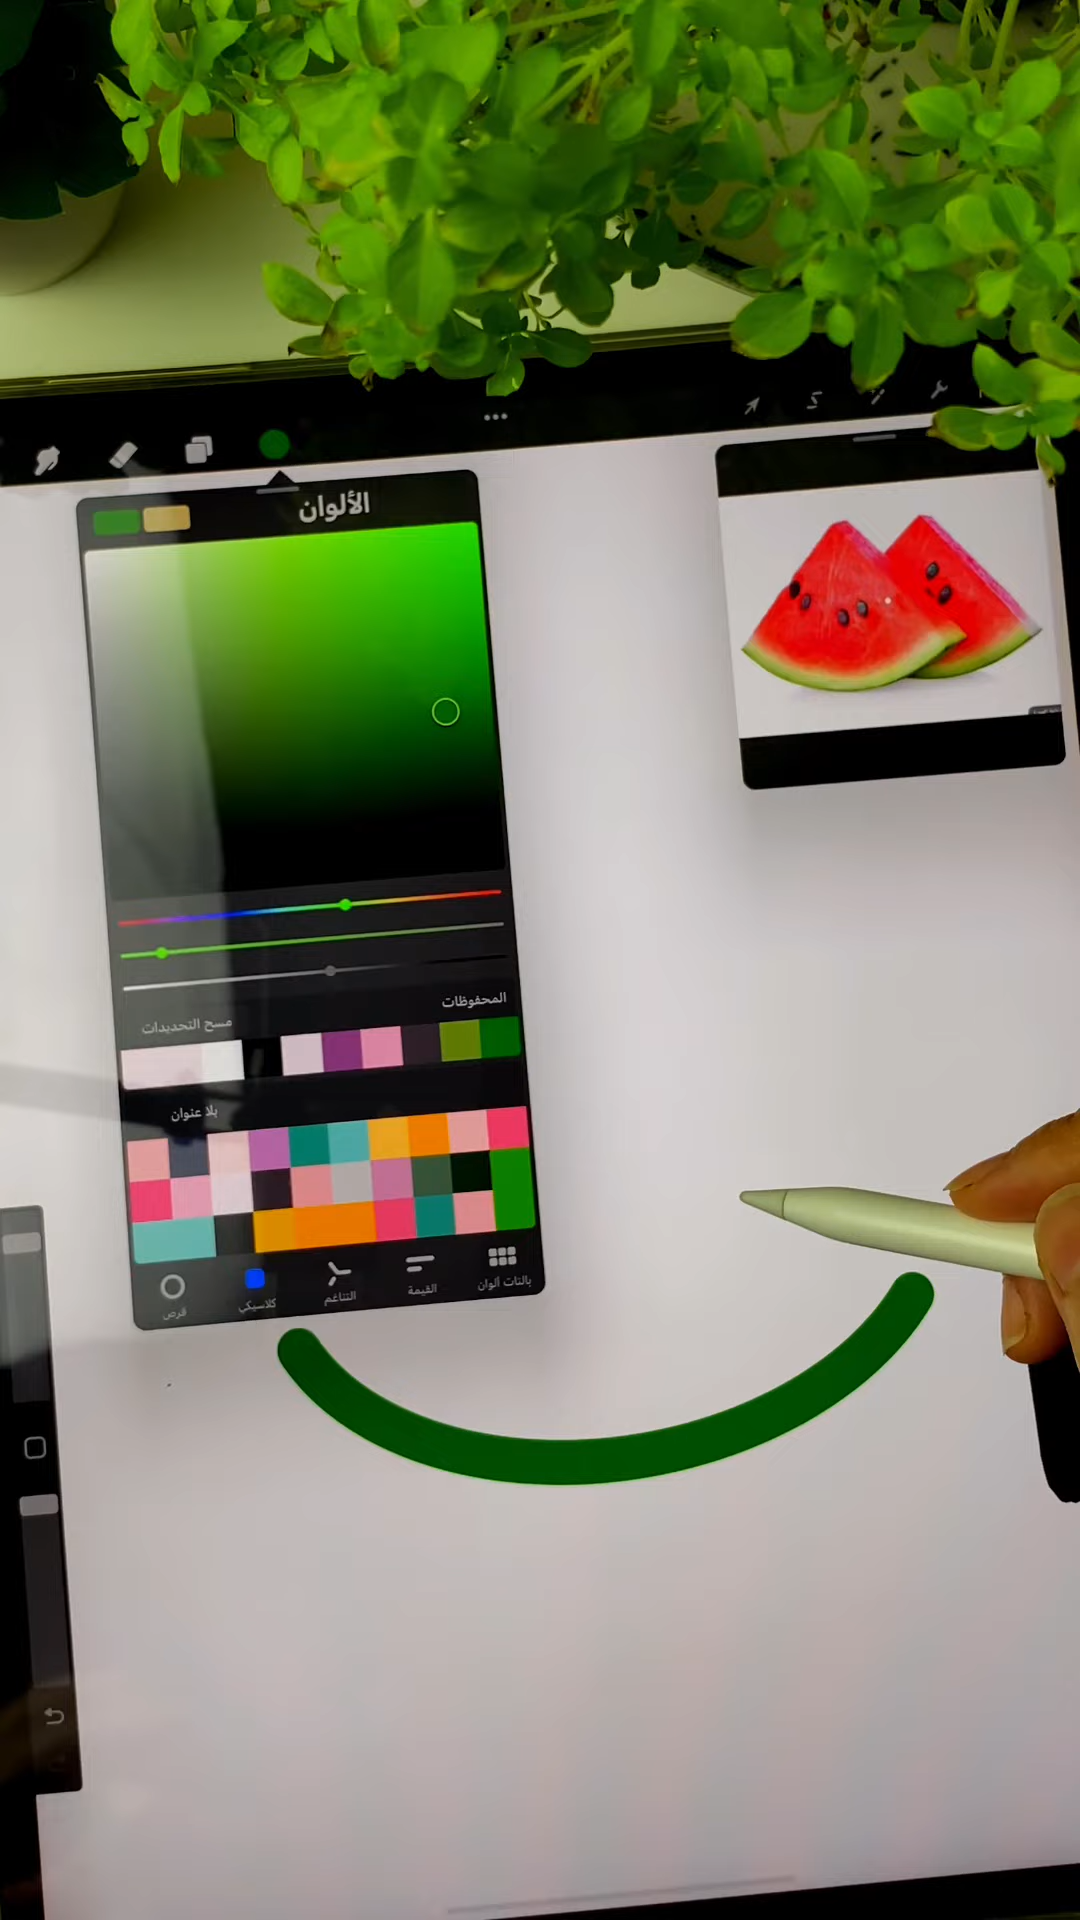 الألوان
المحفوظات
مسح التحديدات
بلا عنوان
قرص
كلاسيكي
التناغم
القيمة
بالتات ألوان